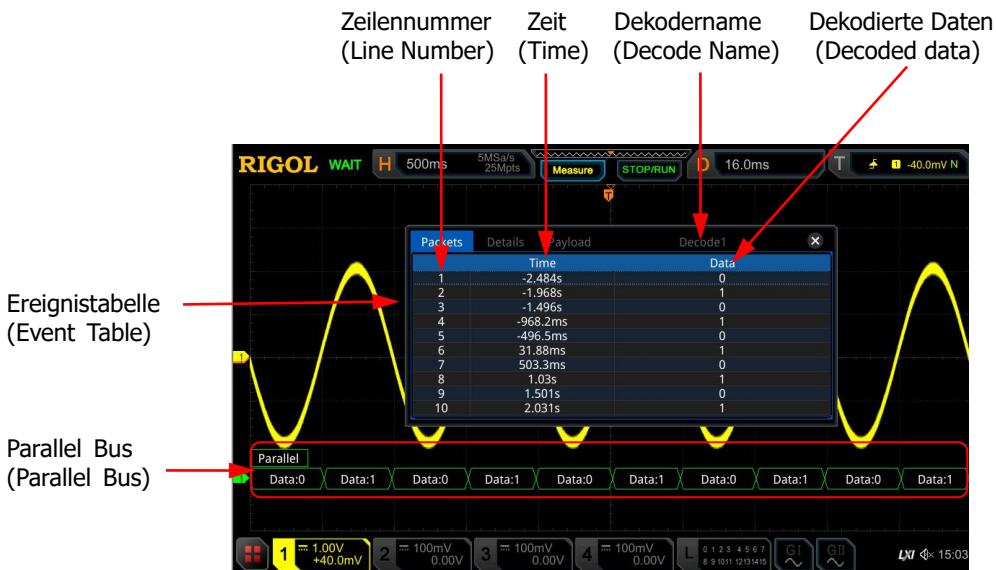 Zeilennummer
(Line Number)
Zeit
(Time)
Dekodername
(Decode Name)
Dekodierte Daten
(Decoded data)
RIGOL WAIT H 500ms 5MSa/s 25Mpts Measure STOP/RUN D 16.0ms T 1 -40.0mV N
T
Packets Details Payload Decode1
Time Data
1 -2.484s 0
2 -1.968s 1
3 -1.496s 0
4 -968.2ms 1
5 -496.5ms 0
6 31.88ms 1
7 503.3ms 0
8 1.03s 1
9 1.501s 0
10 2.031s 1
Ereignistabelle
(Event Table)
1
Parallel Bus
(Parallel Bus)
Parallel
Data:0 Data:1 Data:0 Data:1 Data:0 Data:1 Data:0 Data:1 Data:0 Data:1
1 1.00V +40.0mV 2 100mV 0.00V 3 100mV 0.00V 4 100mV 0.00V L 0 1 2 3 4 5 6 7 8 9 10 11 12 13 14 15 GI GII LXI 15:03